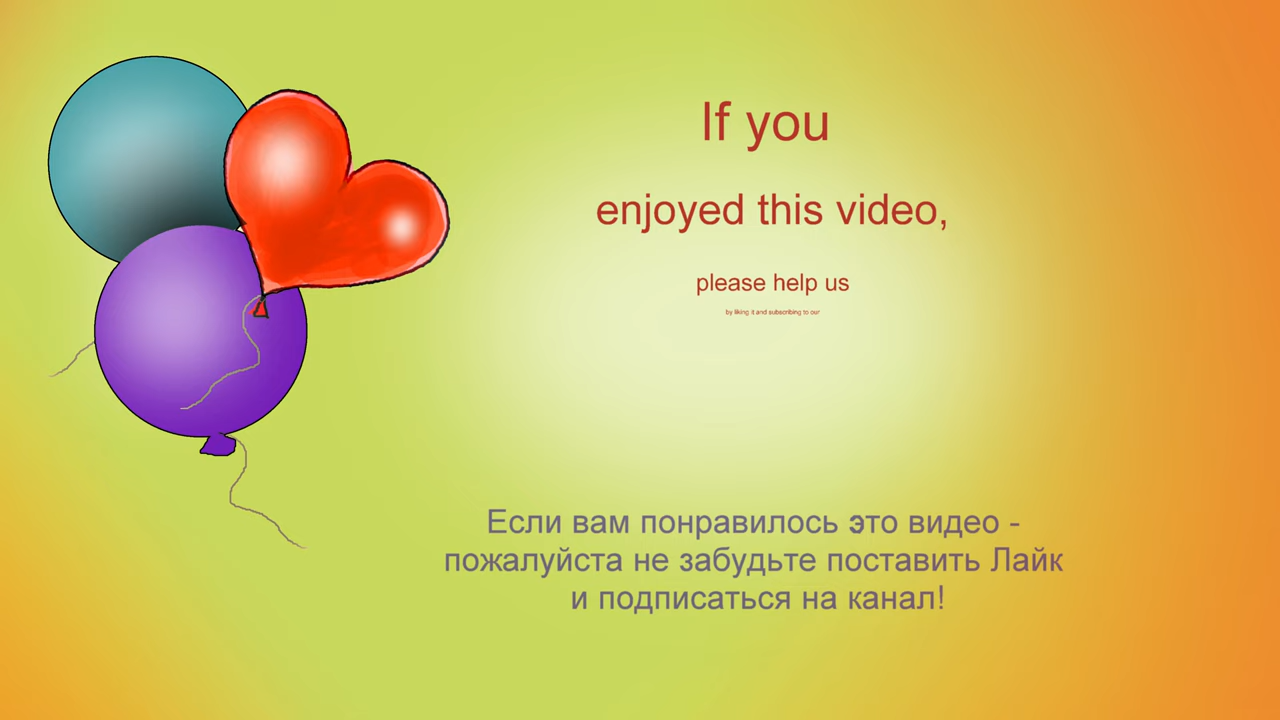 If you
enjoyed this video,
please help us
by liking it and subscribing to our
Если вам понравилось это видео -
пожалуйста не забудьте поставить Лайк
и подписаться на канал!